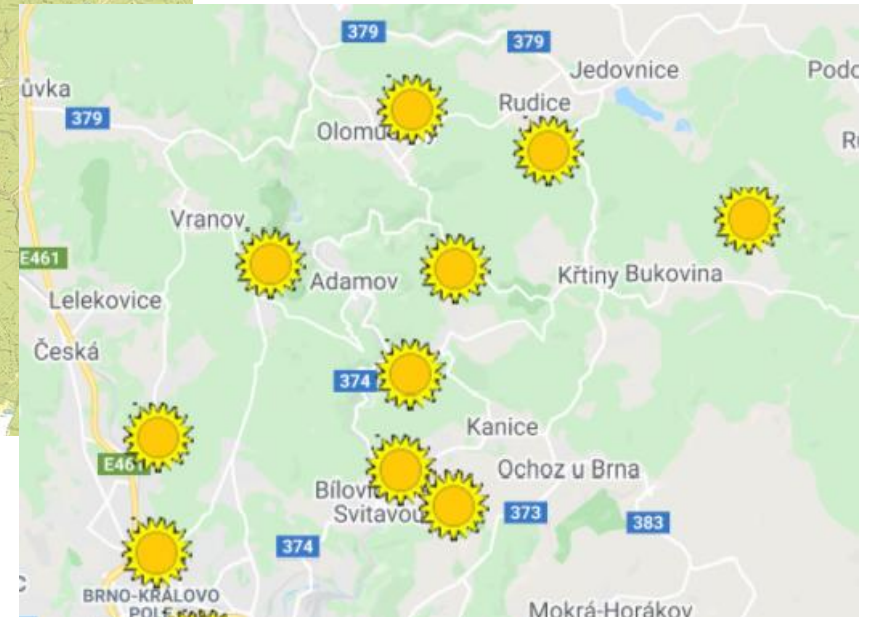 379
379
Jedovnice
Podo
ůvka
379
Rudice
Olomu
Vranov
E461
Adamov
Křtiny
Bukovina
Lelekovice
Česká
374
Kanice
E461
Ochoz u Brna
Bílovi
Svitavou
373
383
374
BRNO-KRÁLOVO
POLE
Mokrá-Horákov